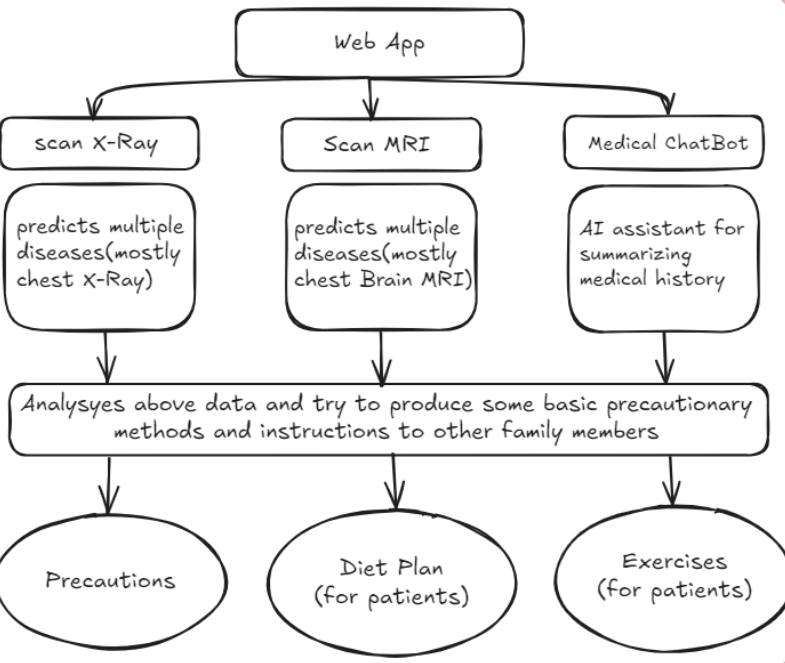 Web App
scan X-Ray
Scan MRI
Medical ChatBot
predicts multiple
diseases(mostly
chest X-Ray)
predicts multiple
diseases(mostly
chest Brain MRI)
AI assistant for
summarizing
medical history
Analysyes above data and try to produce some basic precautionary
methods and instructions to other family members
Precautions
Diet Plan
(for patients)
Exercises
(for patients)